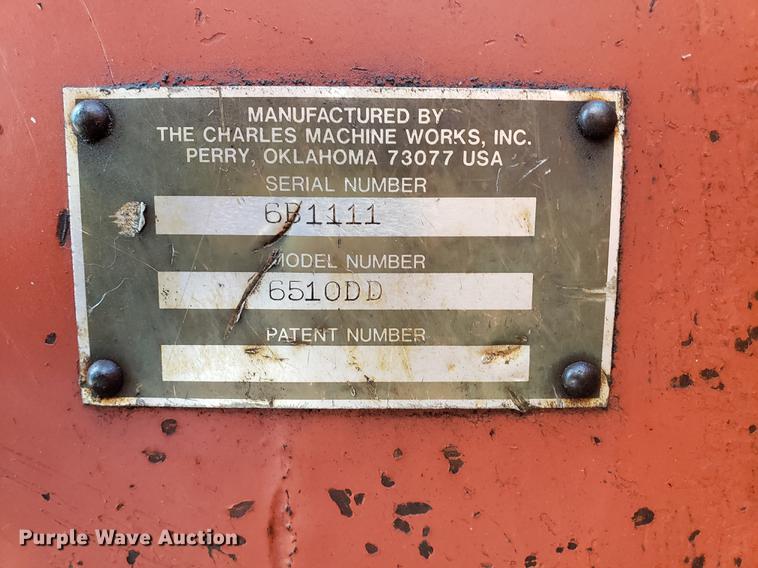 MANUFACTURED BY
THE CHARLES MACHINE WORKS, INC.
PERRY, OKLAHOMA 73077 USA
SERIAL NUMBER
6B1111
MODEL NUMBER
6510DD
PATENT NUMBER
Purple Wave Auction